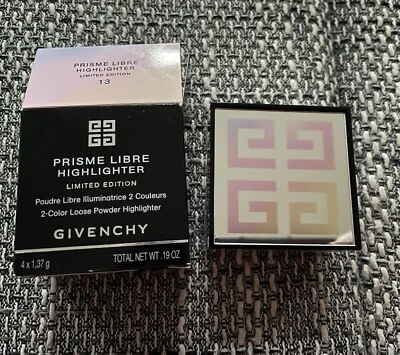 PRISME LIBRE
HIGHLIGHTER
LIMITED EDITION
13
PRISME LIBRE
HIGHLIGHTER
LIMITED EDITION
Poudre Libre Illuminatrice 2 Couleurs
2-Color Loose Powder Highlighter
GIVENCHY
4 x 1,37g
TOTAL NET WT .19 OZ